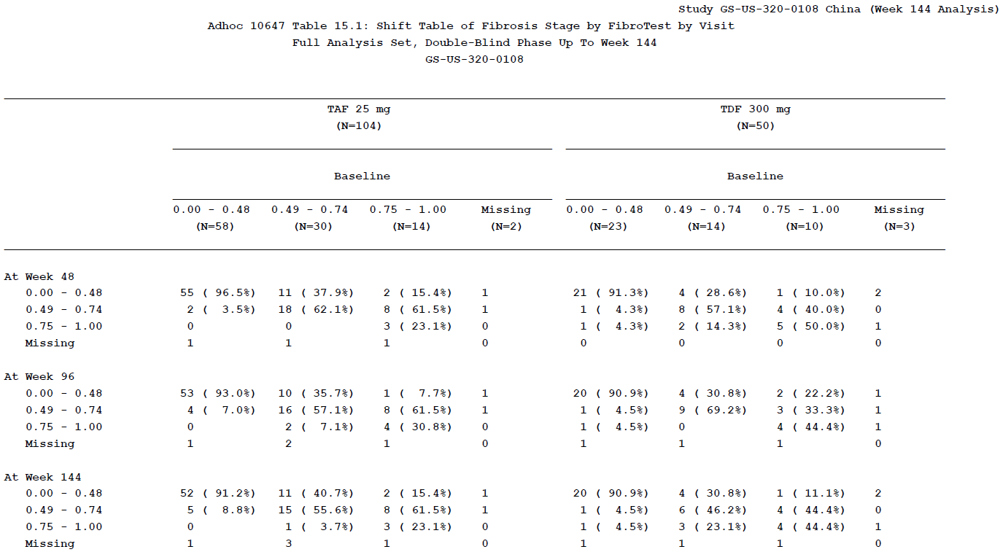 Study GS-US-320-0108 China (Week 144 Analysis)
Adhoc 10647 Table 15.1: Shift Table of Fibrosis Stage by FibroTest by Visit
Full Analysis Set, Double-Blind Phase Up To Week 144
GS-US-320-0108
TAF 25 mg TDF 300 mg
(N=104) (N=50)
Baseline Baseline
0.00 - 0.48 0.49 - 0.74 0.75 - 1.00 Missing 0.00 - 0.48 0.49 - 0.74 0.75 - 1.00 Missing
(N=58) (N=30) (N=14) (N=2) (N=23) (N=14) (N=10) (N=3)
At Week 48
0.00 - 0.48 55 ( 96.5%) 11 ( 37.9%) 2 ( 15.4%) 1 21 ( 91.3%) 4 ( 28.6%) 1 ( 10.0%) 2
0.49 - 0.74 2 ( 3.5%) 18 ( 62.1%) 8 ( 61.5%) 1 1 ( 4.3%) 8 ( 57.1%) 4 ( 40.0%) 0
0.75 - 1.00 0 0 3 ( 23.1%) 0 1 ( 4.3%) 2 ( 14.3%) 5 ( 50.0%) 1
Missing 1 1 1 0 0 0 0 0
At Week 96
0.00 - 0.48 53 ( 93.0%) 10 ( 35.7%) 1 ( 7.7%) 1 20 ( 90.9%) 4 ( 30.8%) 2 ( 22.2%) 1
0.49 - 0.74 4 ( 7.0%) 16 ( 57.1%) 8 ( 61.5%) 1 1 ( 4.5%) 9 ( 69.2%) 3 ( 33.3%) 1
0.75 - 1.00 0 2 ( 7.1%) 4 ( 30.8%) 0 1 ( 4.5%) 0 4 ( 44.4%) 1
Missing 1 2 1 0 1 1 1 0
At Week 144
0.00 - 0.48 52 ( 91.2%) 11 ( 40.7%) 2 ( 15.4%) 1 20 ( 90.9%) 4 ( 30.8%) 1 ( 11.1%) 2
0.49 - 0.74 5 ( 8.8%) 15 ( 55.6%) 8 ( 61.5%) 1 1 ( 4.5%) 6 ( 46.2%) 4 ( 44.4%) 0
0.75 - 1.00 0 1 ( 3.7%) 3 ( 23.1%) 0 1 ( 4.5%) 3 ( 23.1%) 4 ( 44.4%) 1
Missing 1 3 1 0 1 1 1 0